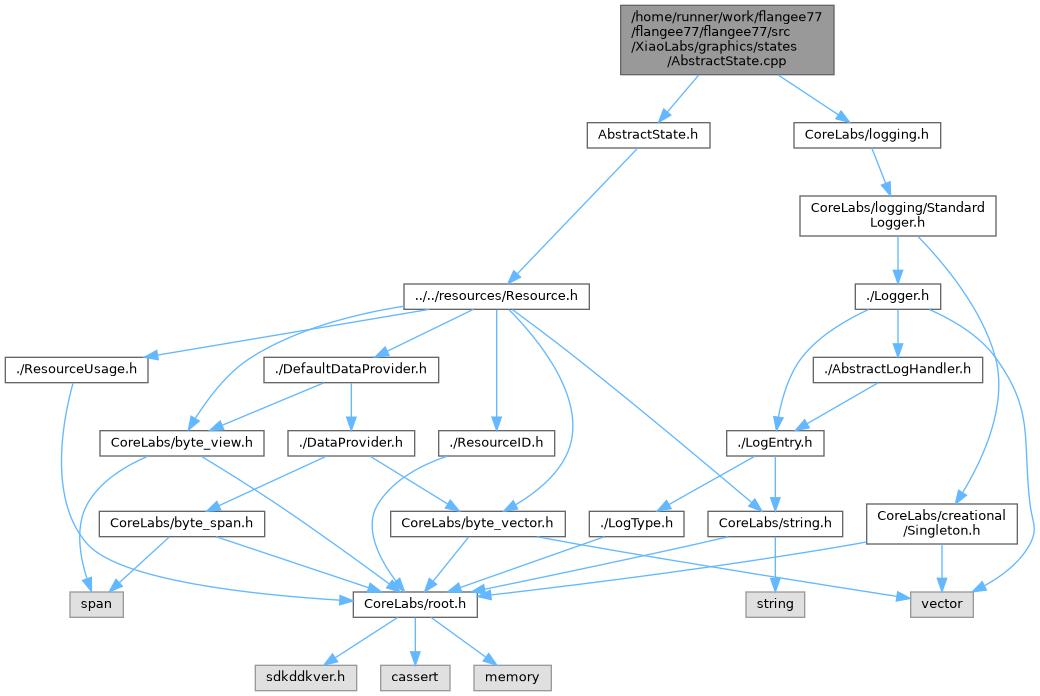 /home/runner/work/flangee77
/flangee77/flangee77/src
/XiaoLabs/graphics/states
/AbstractState.cpp
AbstractState.h
CoreLabs/logging.h
CoreLabs/logging/Standard
Logger.h
../../resources/Resource.h
./Logger.h
./ResourceUsage.h
./DefaultDataProvider.h
./AbstractLogHandler.h
CoreLabs/byte_view.h
./DataProvider.h
./ResourceID.h
./LogEntry.h
CoreLabs/byte_span.h
CoreLabs/byte_vector.h
./LogType.h
CoreLabs/string.h
CoreLabs/creational
/Singleton.h
span
CoreLabs/root.h
string
vector
sdkddkver.h
cassert
memory